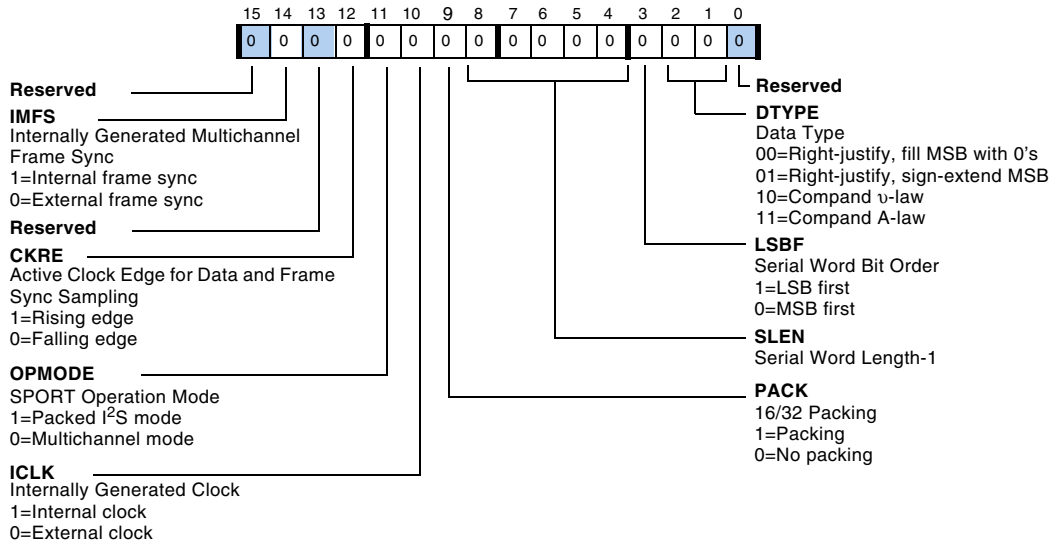 15 14 13 12 11 10 9 8 7 6 5 4 3 2 1 0
0 0 0 0 0 0 0 0 0 0 0 0 0 0 0 0
Reserved
IMFS
Internally Generated Multichannel
Frame Sync
1=Internal frame sync
0=External frame sync
Reserved
CKRE
Active Clock Edge for Data and Frame
Sync Sampling
1=Rising edge
0=Falling edge
OPMODE
SPORT Operation Mode
1=Packed I²S mode
0=Multichannel mode
ICLK
Internally Generated Clock
1=Internal clock
0=External clock
Reserved
DTYPE
Data Type
00=Right-justify, fill MSB with 0's
01=Right-justify, sign-extend MSB
10=Compand υ-law
11=Compand A-law
LSBF
Serial Word Bit Order
1=LSB first
0=MSB first
SLEN
Serial Word Length-1
PACK
16/32 Packing
1=Packing
0=No packing